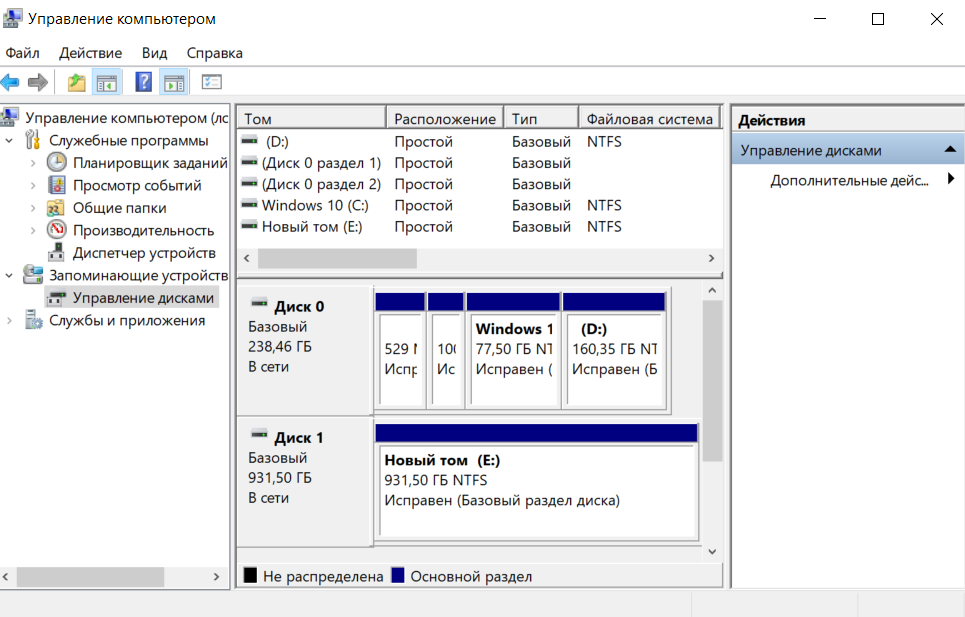 Управление компьютером
Файл Действие Вид Справка
Управление компьютером (лс
Служебные программы
Планировщик заданий
Просмотр событий
Общие папки
Производительность
Диспетчер устройств
Запоминающие устройств
Управление дисками
Службы и приложения
Том Расположение Тип Файловая система
(D:) Простой Базовый NTFS
(Диск 0 раздел 1) Простой Базовый
(Диск 0 раздел 2) Простой Базовый
Windows 10 (C:) Простой Базовый NTFS
Новый том (E:) Простой Базовый NTFS
Диск 0
Базовый
238,46 ГБ
В сети
529
Испр
100
Ис
Windows 1
77,50 ГБ NT
Исправен (
(D:)
160,35 ГБ NT
Исправен (Б
Диск 1
Базовый
931,50 ГБ
В сети
Новый том (E:)
931,50 ГБ NTFS
Исправен (Базовый раздел диска)
Не распределена Основной раздел
Действия
Управление дисками
Дополнительные дейс...